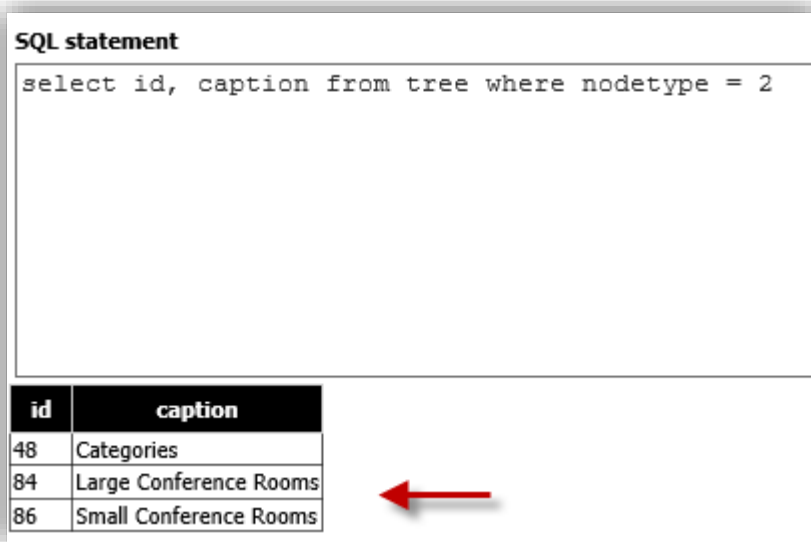 SQL statement
select id, caption from tree where nodetype = 2
id caption
48 Categories
84 Large Conference Rooms
86 Small Conference Rooms